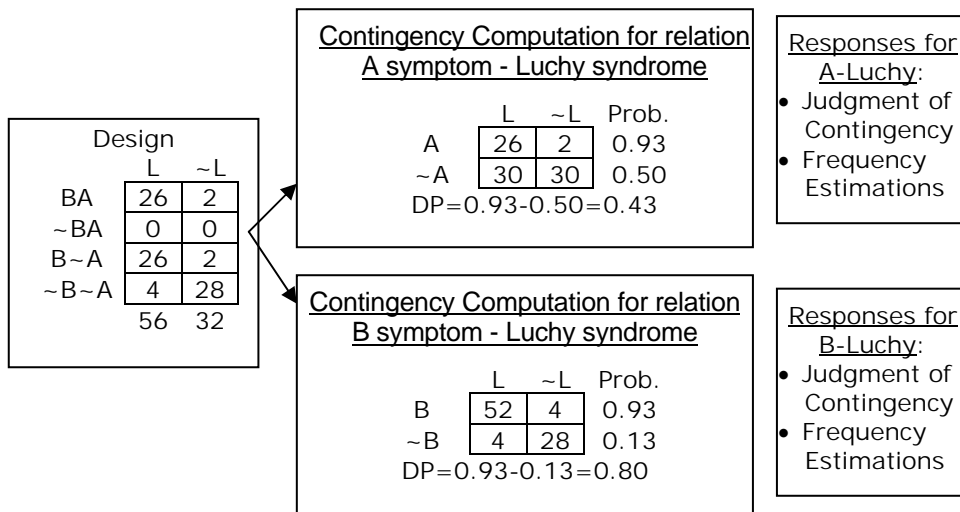 Design
L ~L
BA 26 2
~BA 0 0
B~A 26 2
~B~A 4 28
56 32
Contingency Computation for relation
A symptom - Luchy syndrome
L ~L Prob.
A 26 2 0.93
~A 30 30 0.50
DP=0.93-0.50=0.43
Responses for
A-Luchy:
• Judgment of
Contingency
• Frequency
Estimations
Contingency Computation for relation
B symptom - Luchy syndrome
L ~L Prob.
B 52 4 0.93
~B 4 28 0.13
DP=0.93-0.13=0.80
Responses for
B-Luchy:
• Judgment of
Contingency
• Frequency
Estimations